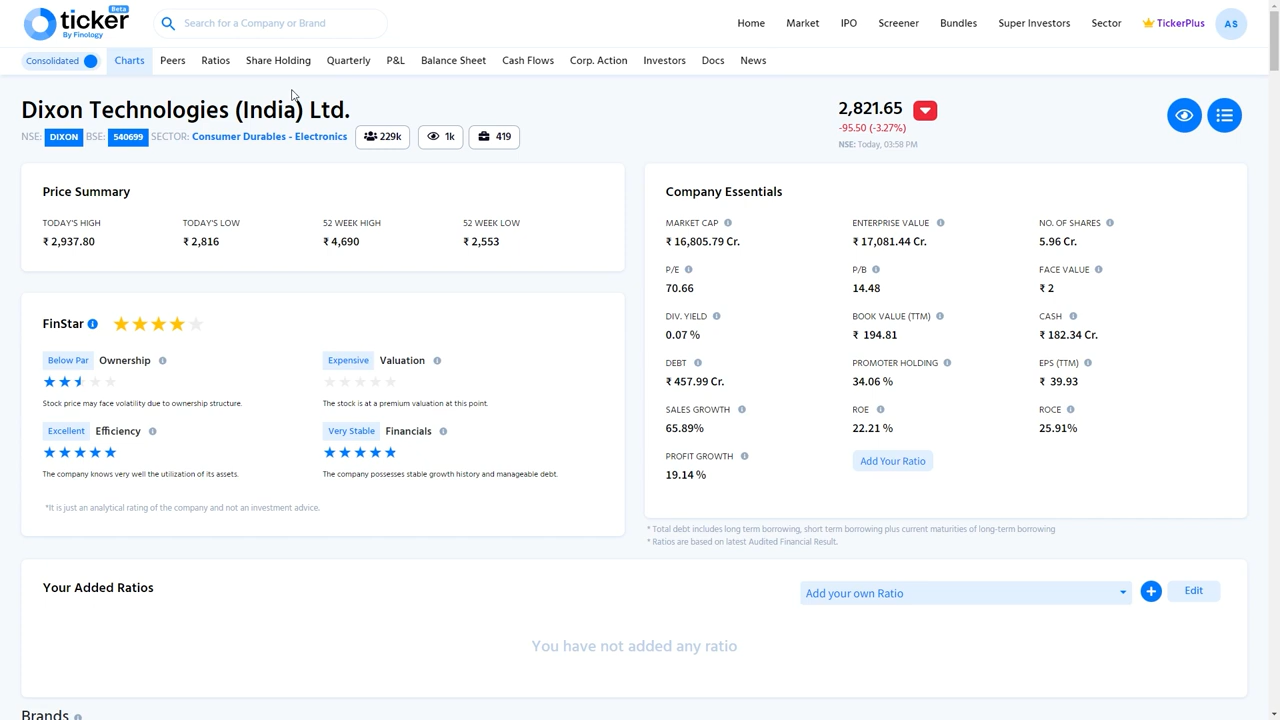 ticker Beta
By Finology
Search for a Company or Brand
Home Market IPO Screener Bundles Super Investors Sector TickerPlus AS
Consolidated Charts Peers Ratios Share Holding Quarterly P&L Balance Sheet Cash Flows Corp. Action Investors Docs News
Dixon Technologies (India) Ltd.
NSE: DIXON BSE: 540699 SECTOR: Consumer Durables - Electronics 229k 1k 419
2,821.65
-95.50 (-3.27%)
NSE: Today, 03:58 PM
Price Summary
TODAY'S HIGH TODAY'S LOW 52 WEEK HIGH 52 WEEK LOW
₹ 2,937.80 ₹ 2,816 ₹ 4,690 ₹ 2,553
FinStar
Below Par Ownership Expensive Valuation
Stock price may face volatility due to ownership structure. The stock is at a premium valuation at this point.
Excellent Efficiency Very Stable Financials
The company knows very well the utilization of its assets. The company possesses stable growth history and manageable debt.
*It is just an analytical rating of the company and not an investment advice.
Company Essentials
MARKET CAP ENTERPRISE VALUE NO. OF SHARES
₹ 16,805.79 Cr. ₹ 17,081.44 Cr. 5.96 Cr.
P/E P/B FACE VALUE
70.66 14.48 ₹ 2
DIV. YIELD BOOK VALUE (TTM) CASH
0.07 % ₹ 194.81 ₹ 182.34 Cr.
DEBT PROMOTER HOLDING EPS (TTM)
₹ 457.99 Cr. 34.06 % ₹ 39.93
SALES GROWTH ROE ROCE
65.89% 22.21 % 25.91%
PROFIT GROWTH Add Your Ratio
19.14 %
* Total debt includes long term borrowing, short term borrowing plus current maturities of long-term borrowing
* Ratios are based on latest Audited Financial Result.
Your Added Ratios
Add your own Ratio Edit
You have not added any ratio
Brands